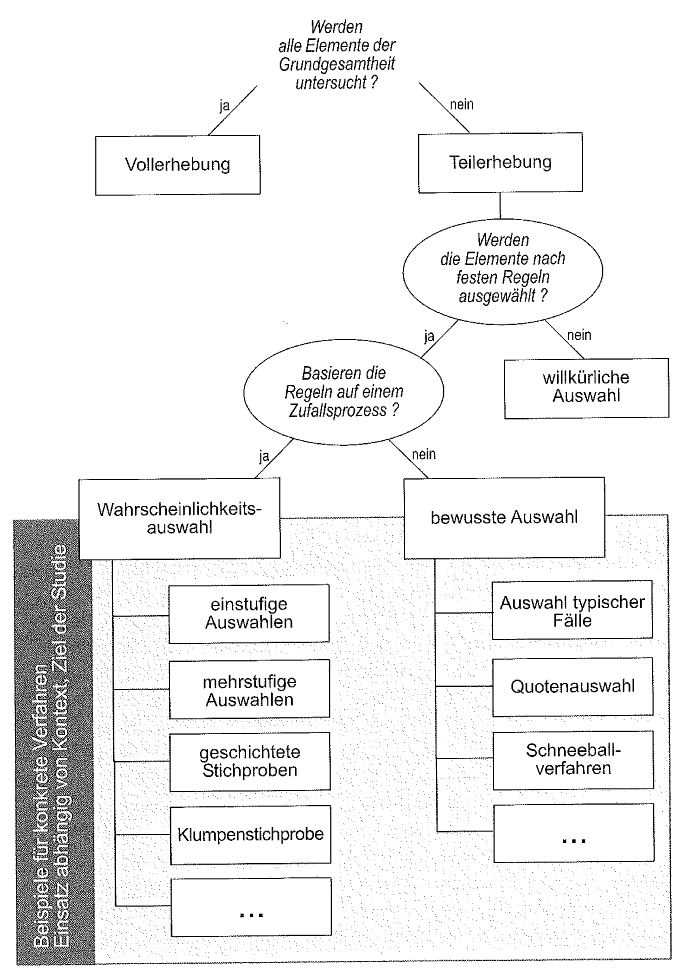 Werden
alle Elemente der
Grundgesamtheit
untersucht ?
ja
nein
Vollerhebung
Teilerhebung
Werden
die Elemente nach
festen Regeln
ausgewählt ?
ja
nein
Basieren die
Regeln auf einem
Zufallsprozess ?
willkürliche
Auswahl
ja
nein
Wahrscheinlichkeits-
auswahl
bewusste Auswahl
Beispiele für konkrete Verfahren
Einsatz abhängig von Kontext, Ziel der Studie
einstufige
Auswahlen
mehrstufige
Auswahlen
geschichtete
Stichproben
Klumpenstichprobe
...
Auswahl typischer
Fälle
Quotenauswahl
Schneeball-
verfahren
...